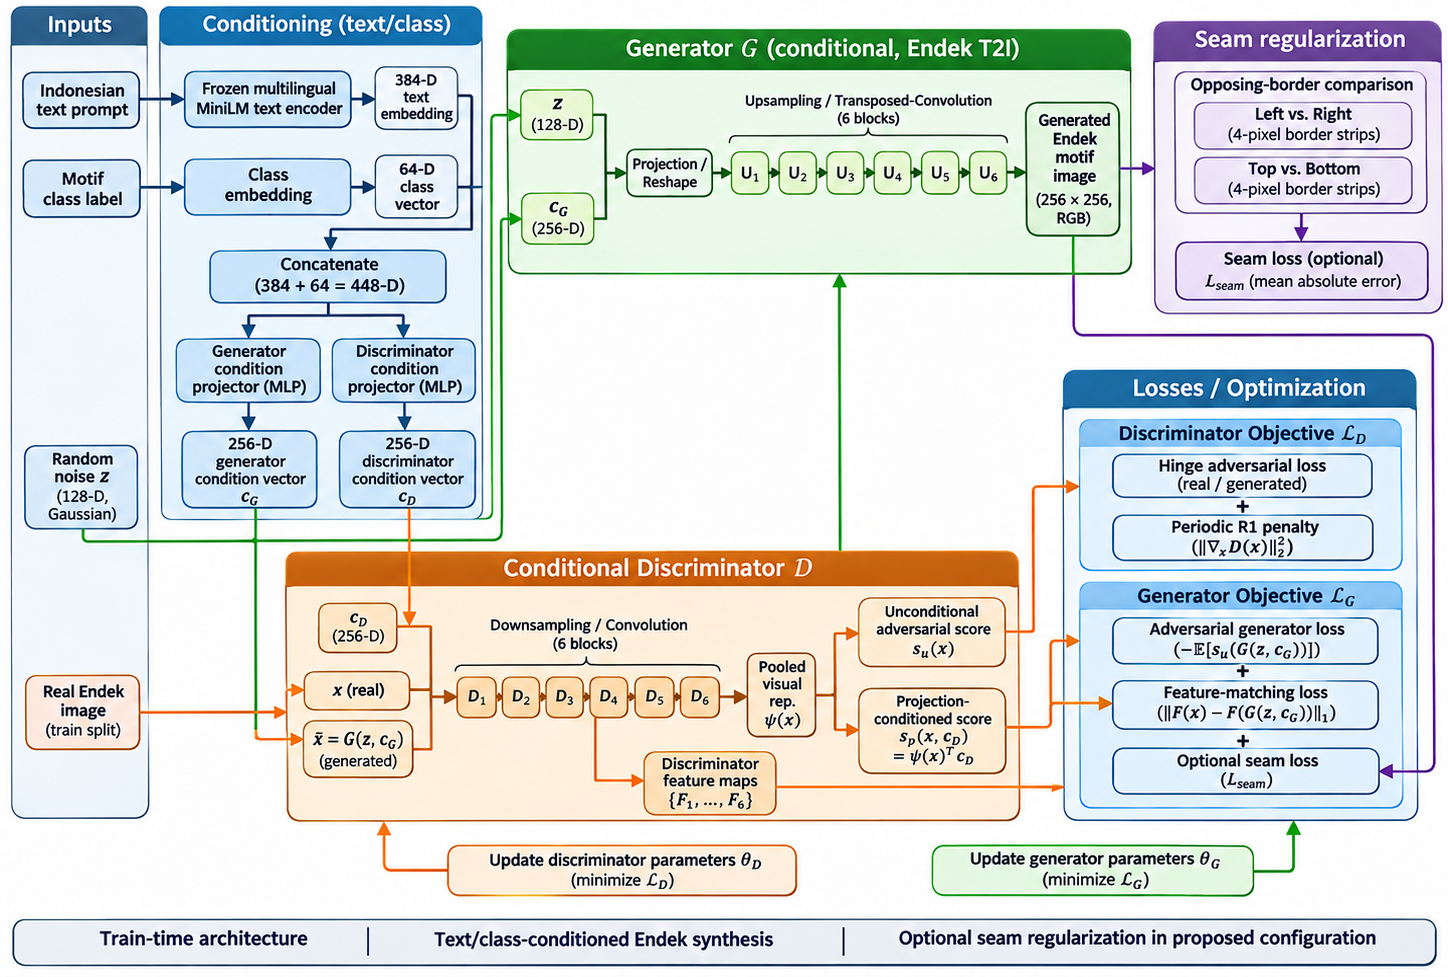 Inputs
Indonesian
text prompt
Motif
class label
Random
noise z
(128-D,
Gaussian)
Real Endek
image
(train split)
Conditioning (text/class)
Frozen multilingual
MiniLM text encoder
384-D
text
embedding
Class
embedding
64-D
class
vector
Concatenate
(384 + 64 = 448-D)
Generator
condition
projector (MLP)
Discriminator
condition
projector (MLP)
256-D
generator
condition vector
c_G
256-D
discriminator
condition vector
c_D
Generator G (conditional, Endek T2I)
z
(128-D)
c_G
(256-D)
Projection /
Reshape
Upsampling / Transposed-Convolution
(6 blocks)
U₁ U₂ U₃ U₄ U₅ U₆
Generated
Endek
motif
image
(256 × 256,
RGB)
Seam regularization
Opposing-border comparison
Left vs. Right
(4-pixel border strips)
Top vs. Bottom
(4-pixel border strips)
Seam loss (optional)
L_seam (mean absolute error)
Conditional Discriminator D
c_D
(256-D)
x (real)
x̃ = G(z, c_G)
(generated)
Downsampling / Convolution
(6 blocks)
D₁ D₂ D₃ D₄ D₅ D₆
Pooled
visual
rep.
ψ(x)
Unconditional
adversarial score
s_u(x)
Projection-
conditioned score
s_p(x, c_D)
= ψ(x)ᵀ c_D
Discriminator
feature maps
{F₁, …, F₆}
Losses / Optimization
Discriminator Objective ℒ_D
Hinge adversarial loss
(real / generated)
+
Periodic R1 penalty
(‖∇ₓD(x)‖₂²)
Generator Objective ℒ_G
Adversarial generator loss
(−𝔼[s_u(G(z, c_G))])
+
Feature-matching loss
(‖F(x) − F(G(z, c_G))‖₁)
+
Optional seam loss
(L_seam)
Update discriminator parameters θ_D
(minimize ℒ_D)
Update generator parameters θ_G
(minimize ℒ_G)
Train-time architecture
Text/class-conditioned Endek synthesis
Optional seam regularization in proposed configuration